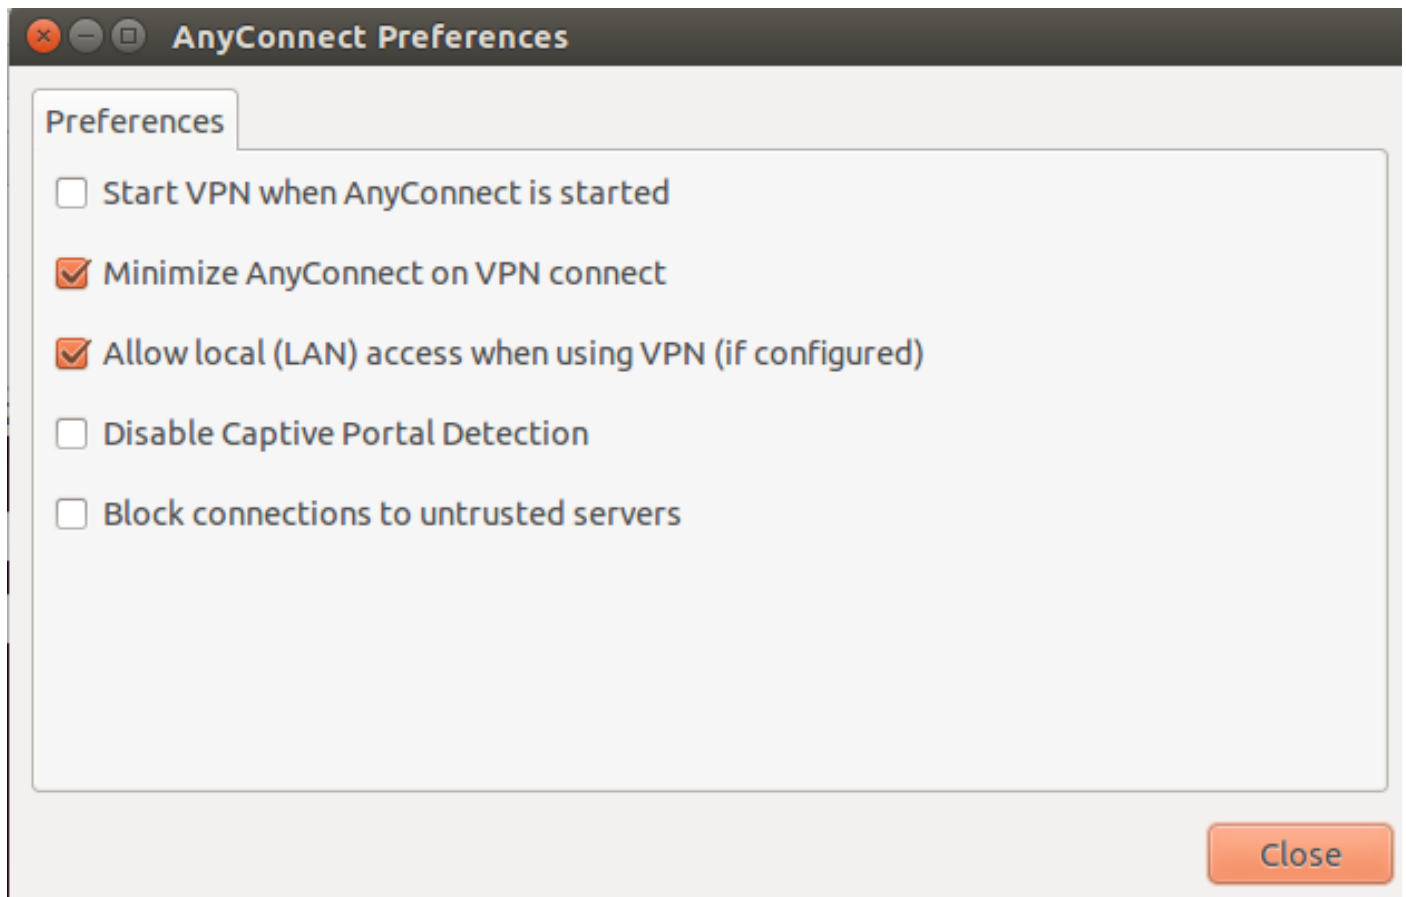 AnyConnect Preferences
Preferences
Start VPN when AnyConnect is started
Minimize AnyConnect on VPN connect
Allow local (LAN) access when using VPN (if configured)
Disable Captive Portal Detection
Block connections to untrusted servers
Close